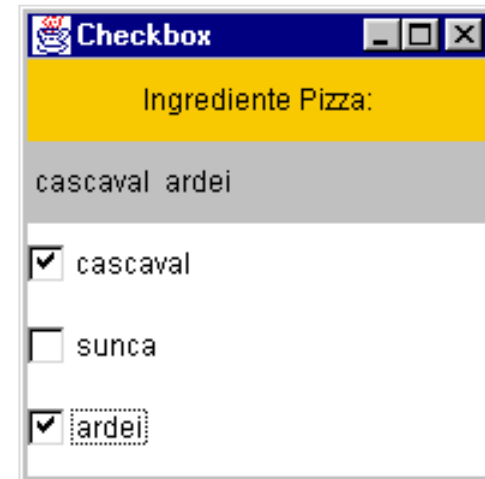 Checkbox
Ingrediente Pizza:
cascaval ardei
cascaval
sunca
ardei